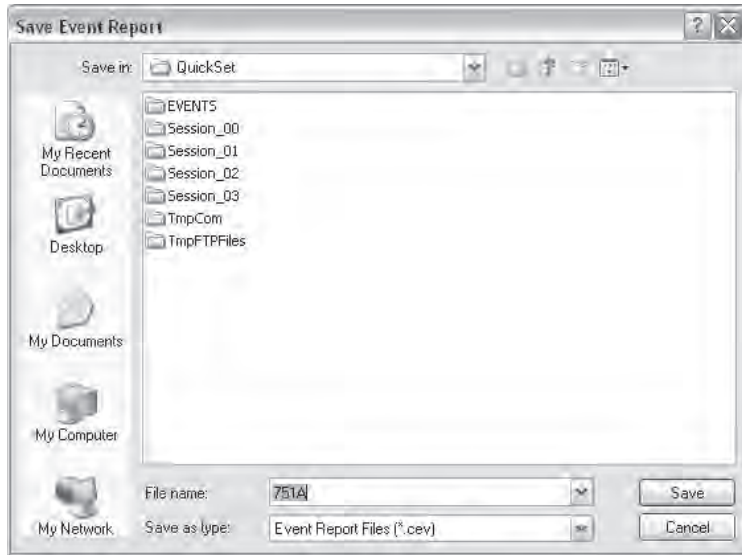 Save Event Report
Save in: QuickSet
My Recent Documents
Desktop
My Documents
My Computer
My Network
EVENTS
Session_00
Session_01
Session_02
Session_03
TmpCom
TmpFTPFiles
File name: 751A
Save
Save as type: Event Report Files (*.cev)
Cancel